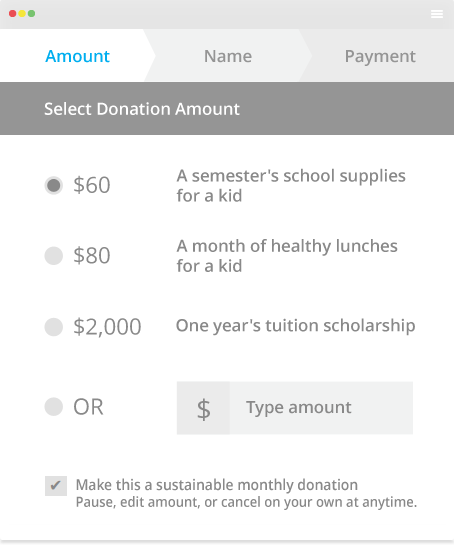 Amount Name Payment
Select Donation Amount
$60 A semester's school supplies
for a kid
$80 A month of healthy lunches
for a kid
$2,000 One year's tuition scholarship
OR $ Type amount
Make this a sustainable monthly donation
Pause, edit amount, or cancel on your own at anytime.